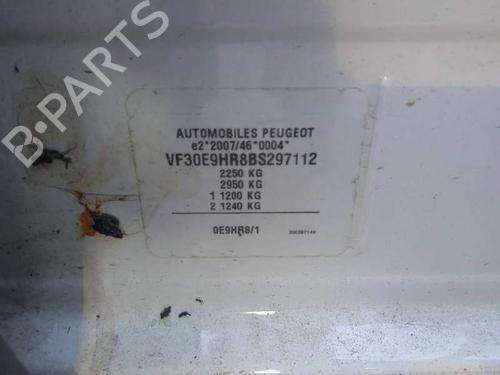 AUTOMOBILES PEUGEOT
e2*2007/46*0004*
VF30E9HR8BS297112
2250 KG
2950 KG
1 1200 KG
2 1240 KG
0E9HR8/1
B-PARTS